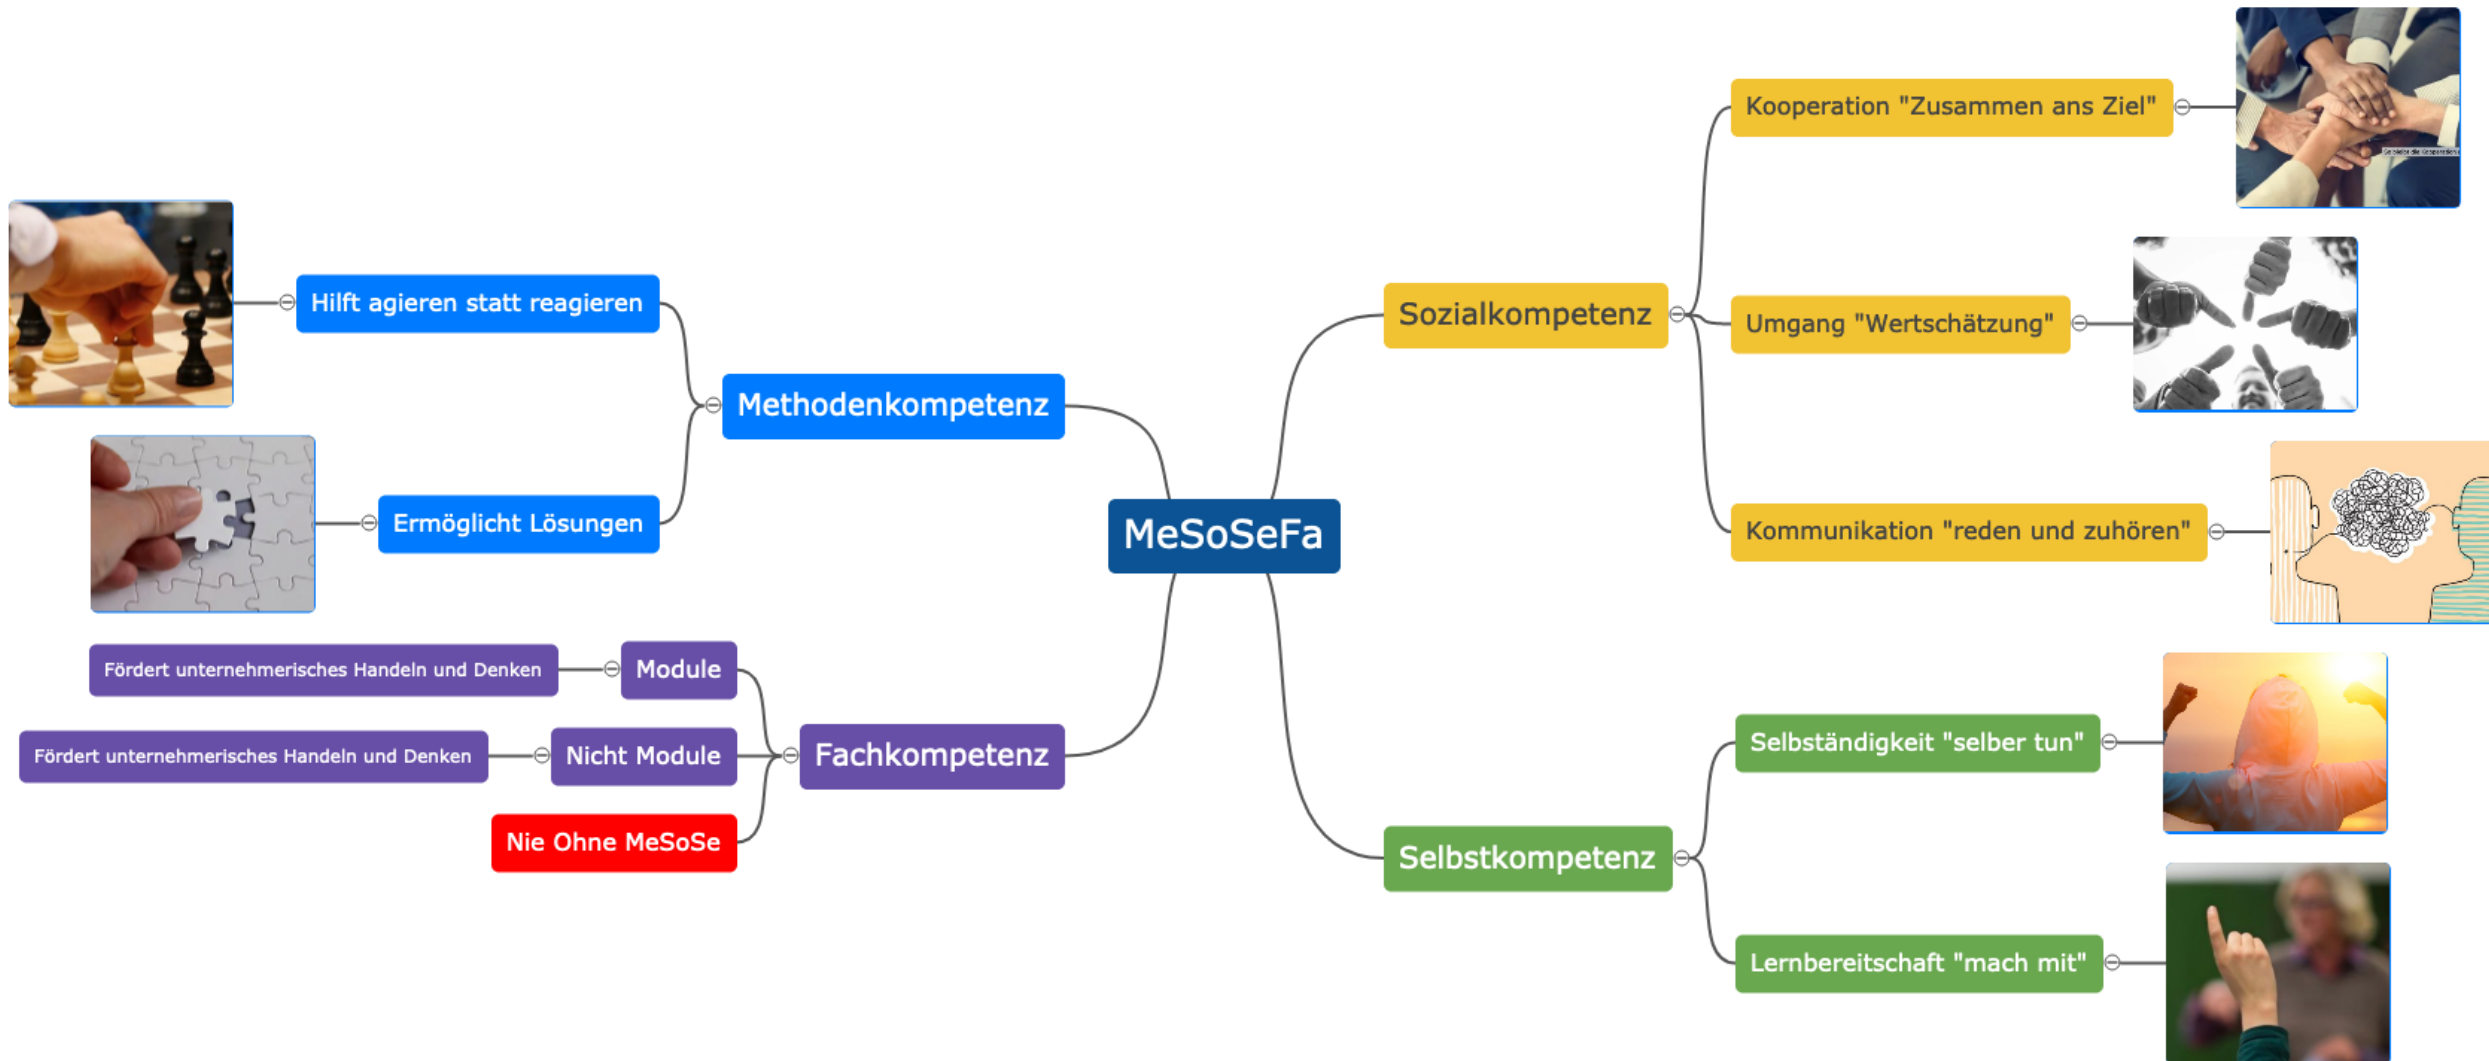 MeSoSeFa
Methodenkompetenz
Hilft agieren statt reagieren
Ermöglicht Lösungen
Fachkompetenz
Module
Fördert unternehmerisches Handeln und Denken
Nicht Module
Fördert unternehmerisches Handeln und Denken
Nie Ohne MeSoSe
Sozialkompetenz
Kooperation "Zusammen ans Ziel"
Umgang "Wertschätzung"
Kommunikation "reden und zuhören"
Selbstkompetenz
Selbständigkeit "selber tun"
Lernbereitschaft "mach mit"